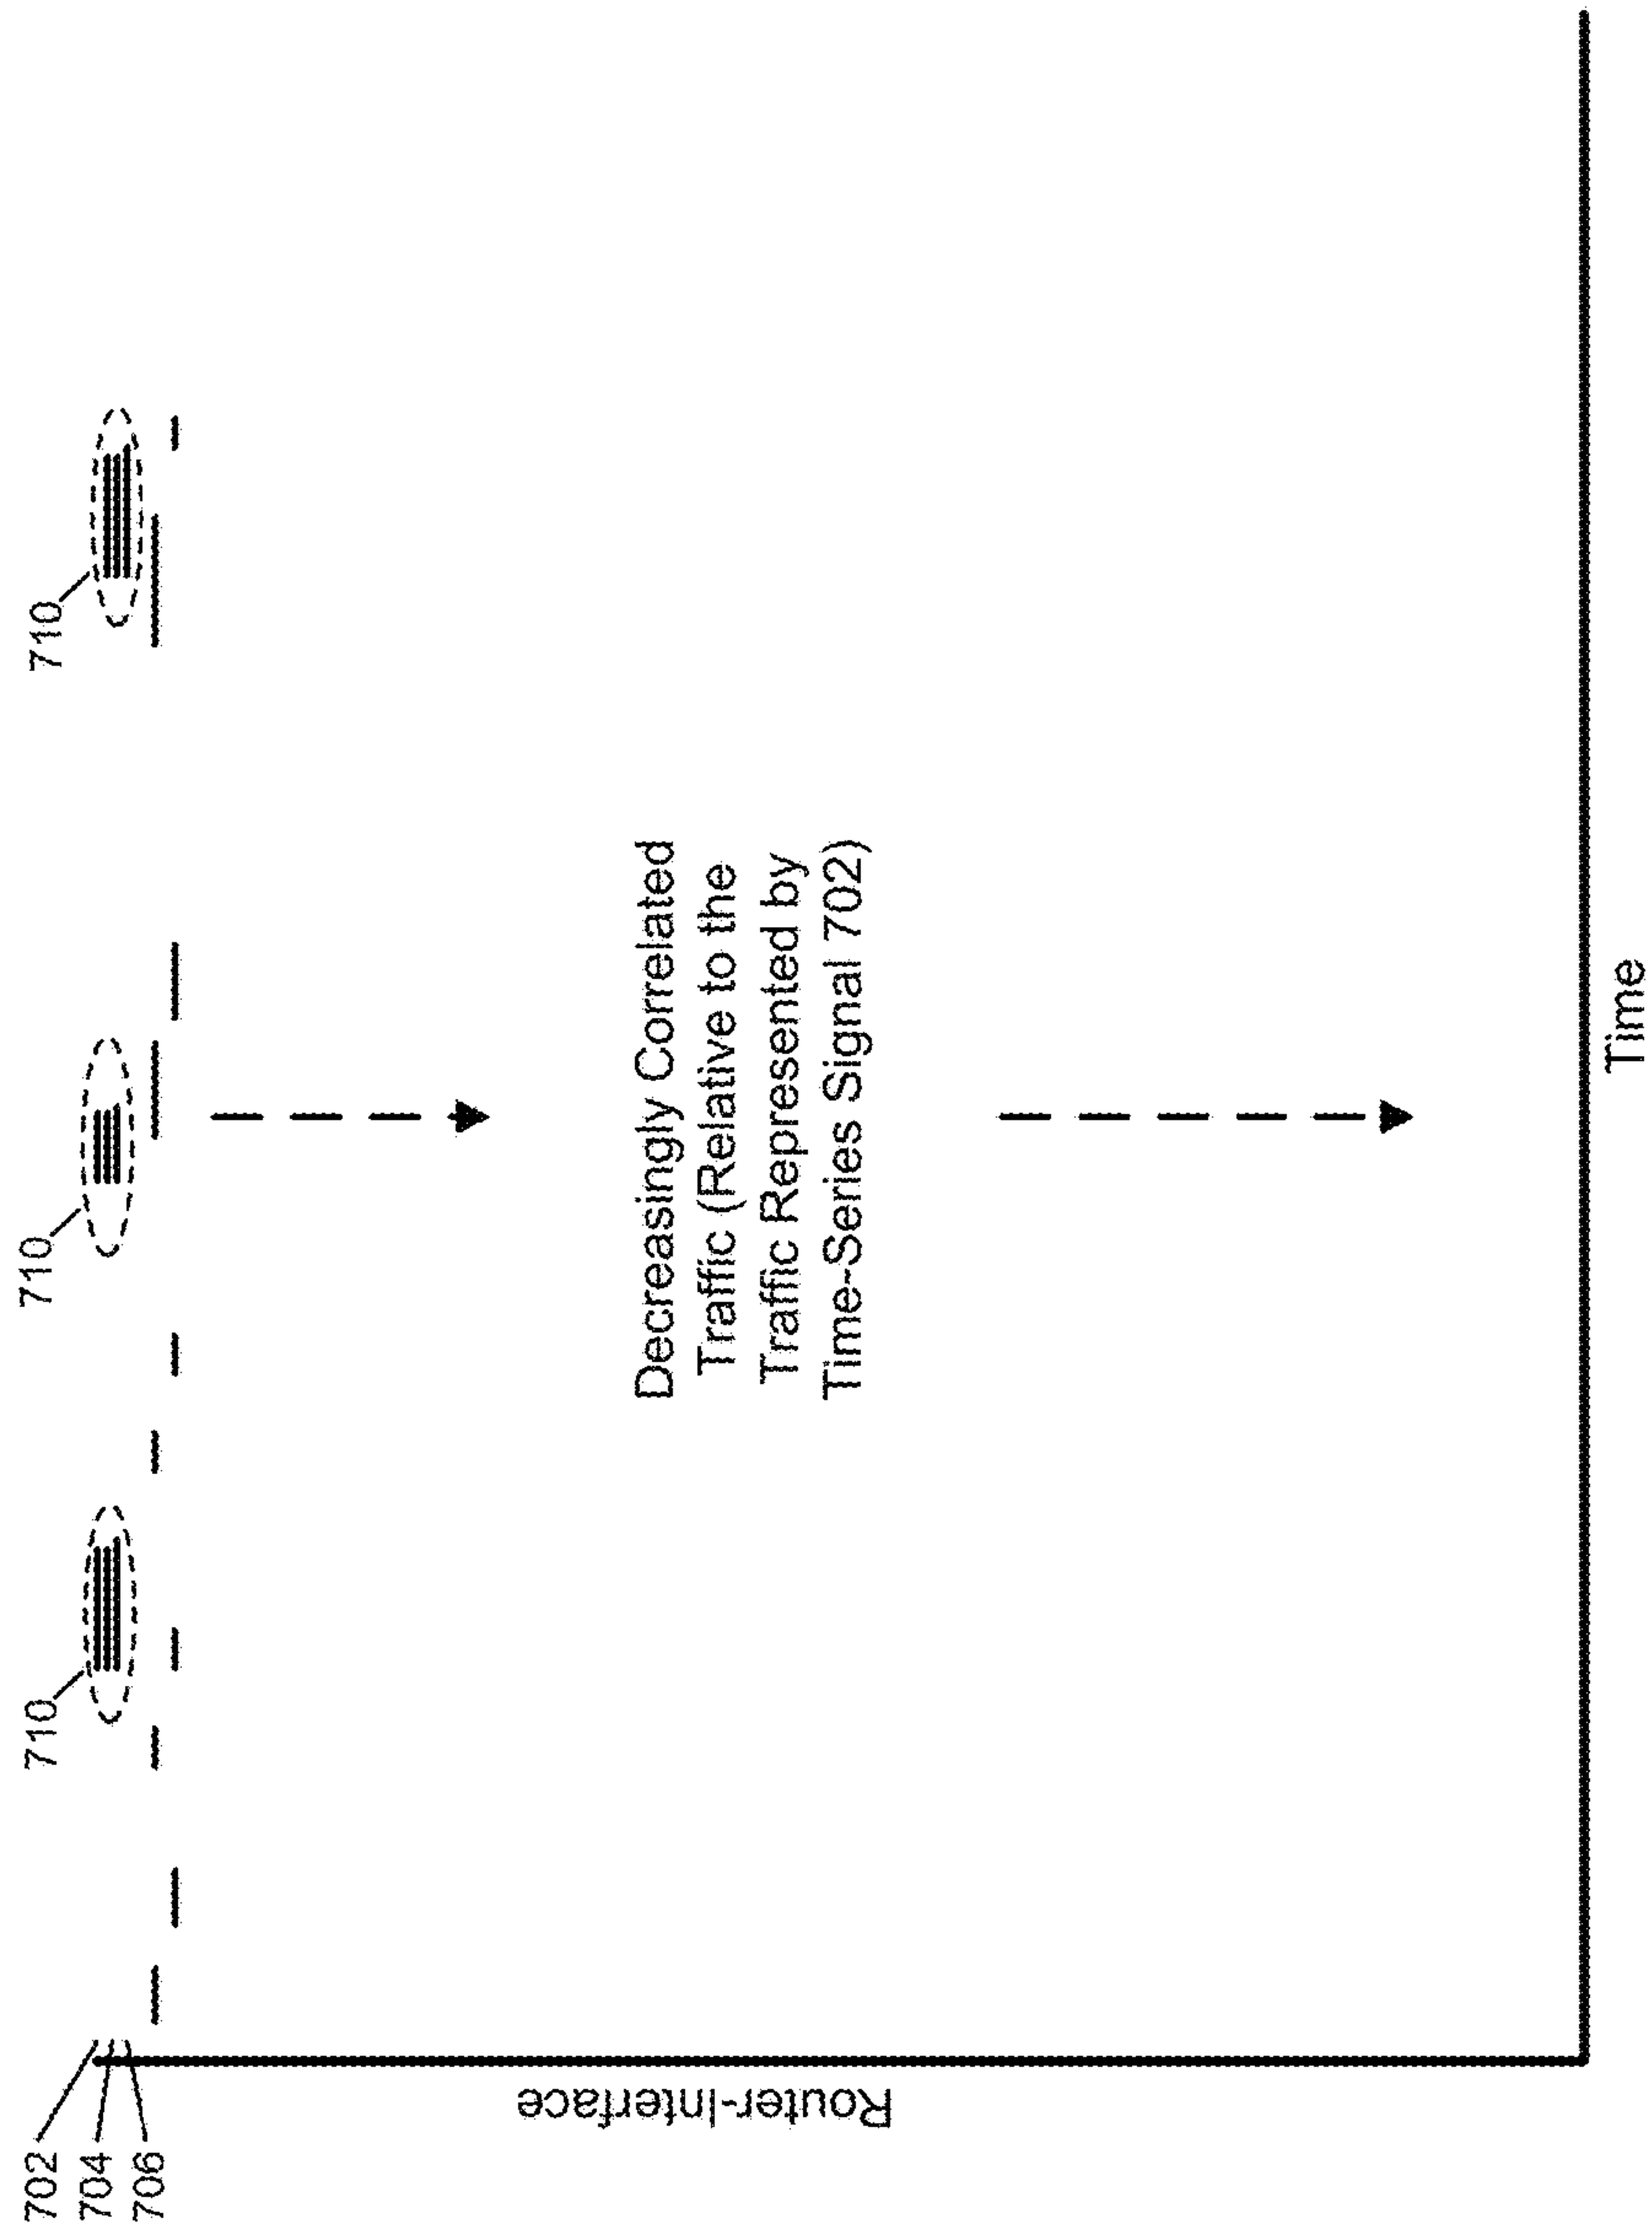 702
704
706
710
710
710
Decreasingly Correlated
Traffic (Relative to the
Traffic Represented by
Time-Series Signal 702)
Router-Interface
Time